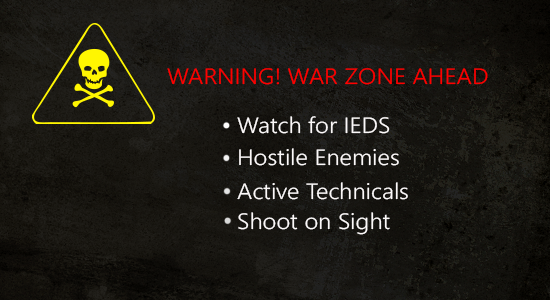 WARNING! WAR ZONE AHEAD
• Watch for IEDS
• Hostile Enemies
• Active Technicals
• Shoot on Sight